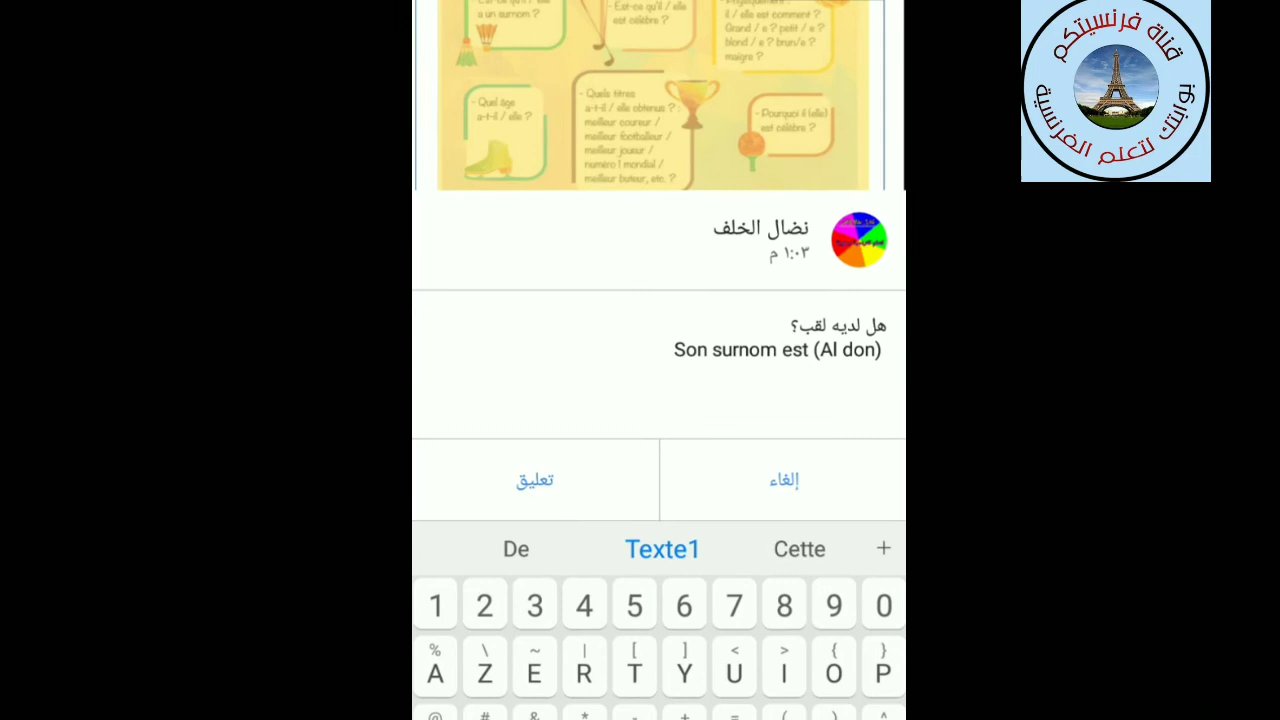 a un surnom ?
- Est-ce qu'il / elle
est célèbre ?
il / elle est comment ?
Grand / e ? petit / e ?
blond / e ? brun/e ?
maigre ?
- Quel âge
a-t-il / elle ?
- Quels titres
a-t-il / elle obtenus ? :
meilleur coureur /
meilleur footballeur /
meilleur joueur /
numéro 1 mondial /
meilleur buteur, etc. ?
- Pourquoi il (elle)
est célèbre ?
قناة فرنسيتكم
بوابتك لتعلم الفرنسية
نضال الخلف
١:٠٣ م
هل لديه لقب؟
Son surnom est (Al don)
تعليق
إلغاء
De Texte1 Cette +
1 2 3 4 5 6 7 8 9 0
% \ ~ | [ ] < > { }
A Z E R T Y U I O P
@ # & * - + = ( ) ^